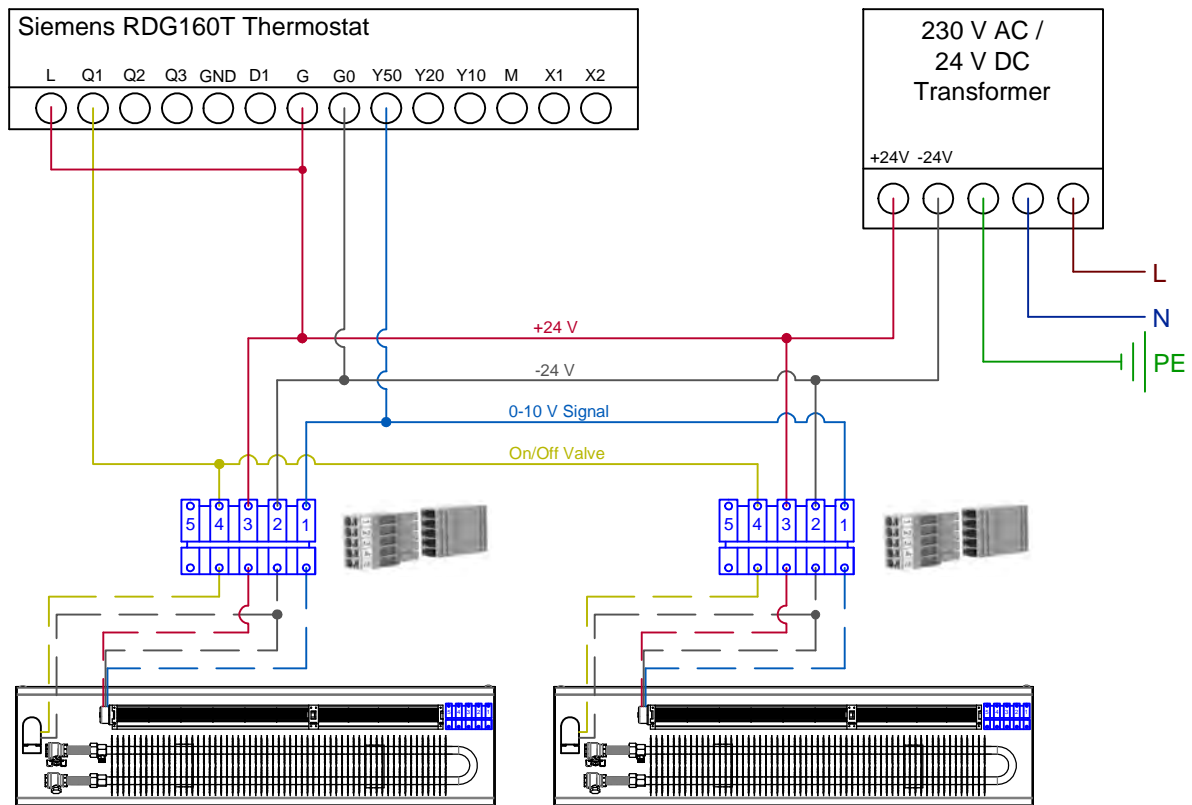 Siemens RDG160T Thermostat
L Q1 Q2 Q3 GND D1 G G0 Y50 Y20 Y10 M X1 X2
230 V AC /
24 V DC
Transformer
+24V -24V
L
N
PE
+24 V
-24 V
0-10 V Signal
On/Off Valve
5 4 3 2 1
5 4 3 2 1